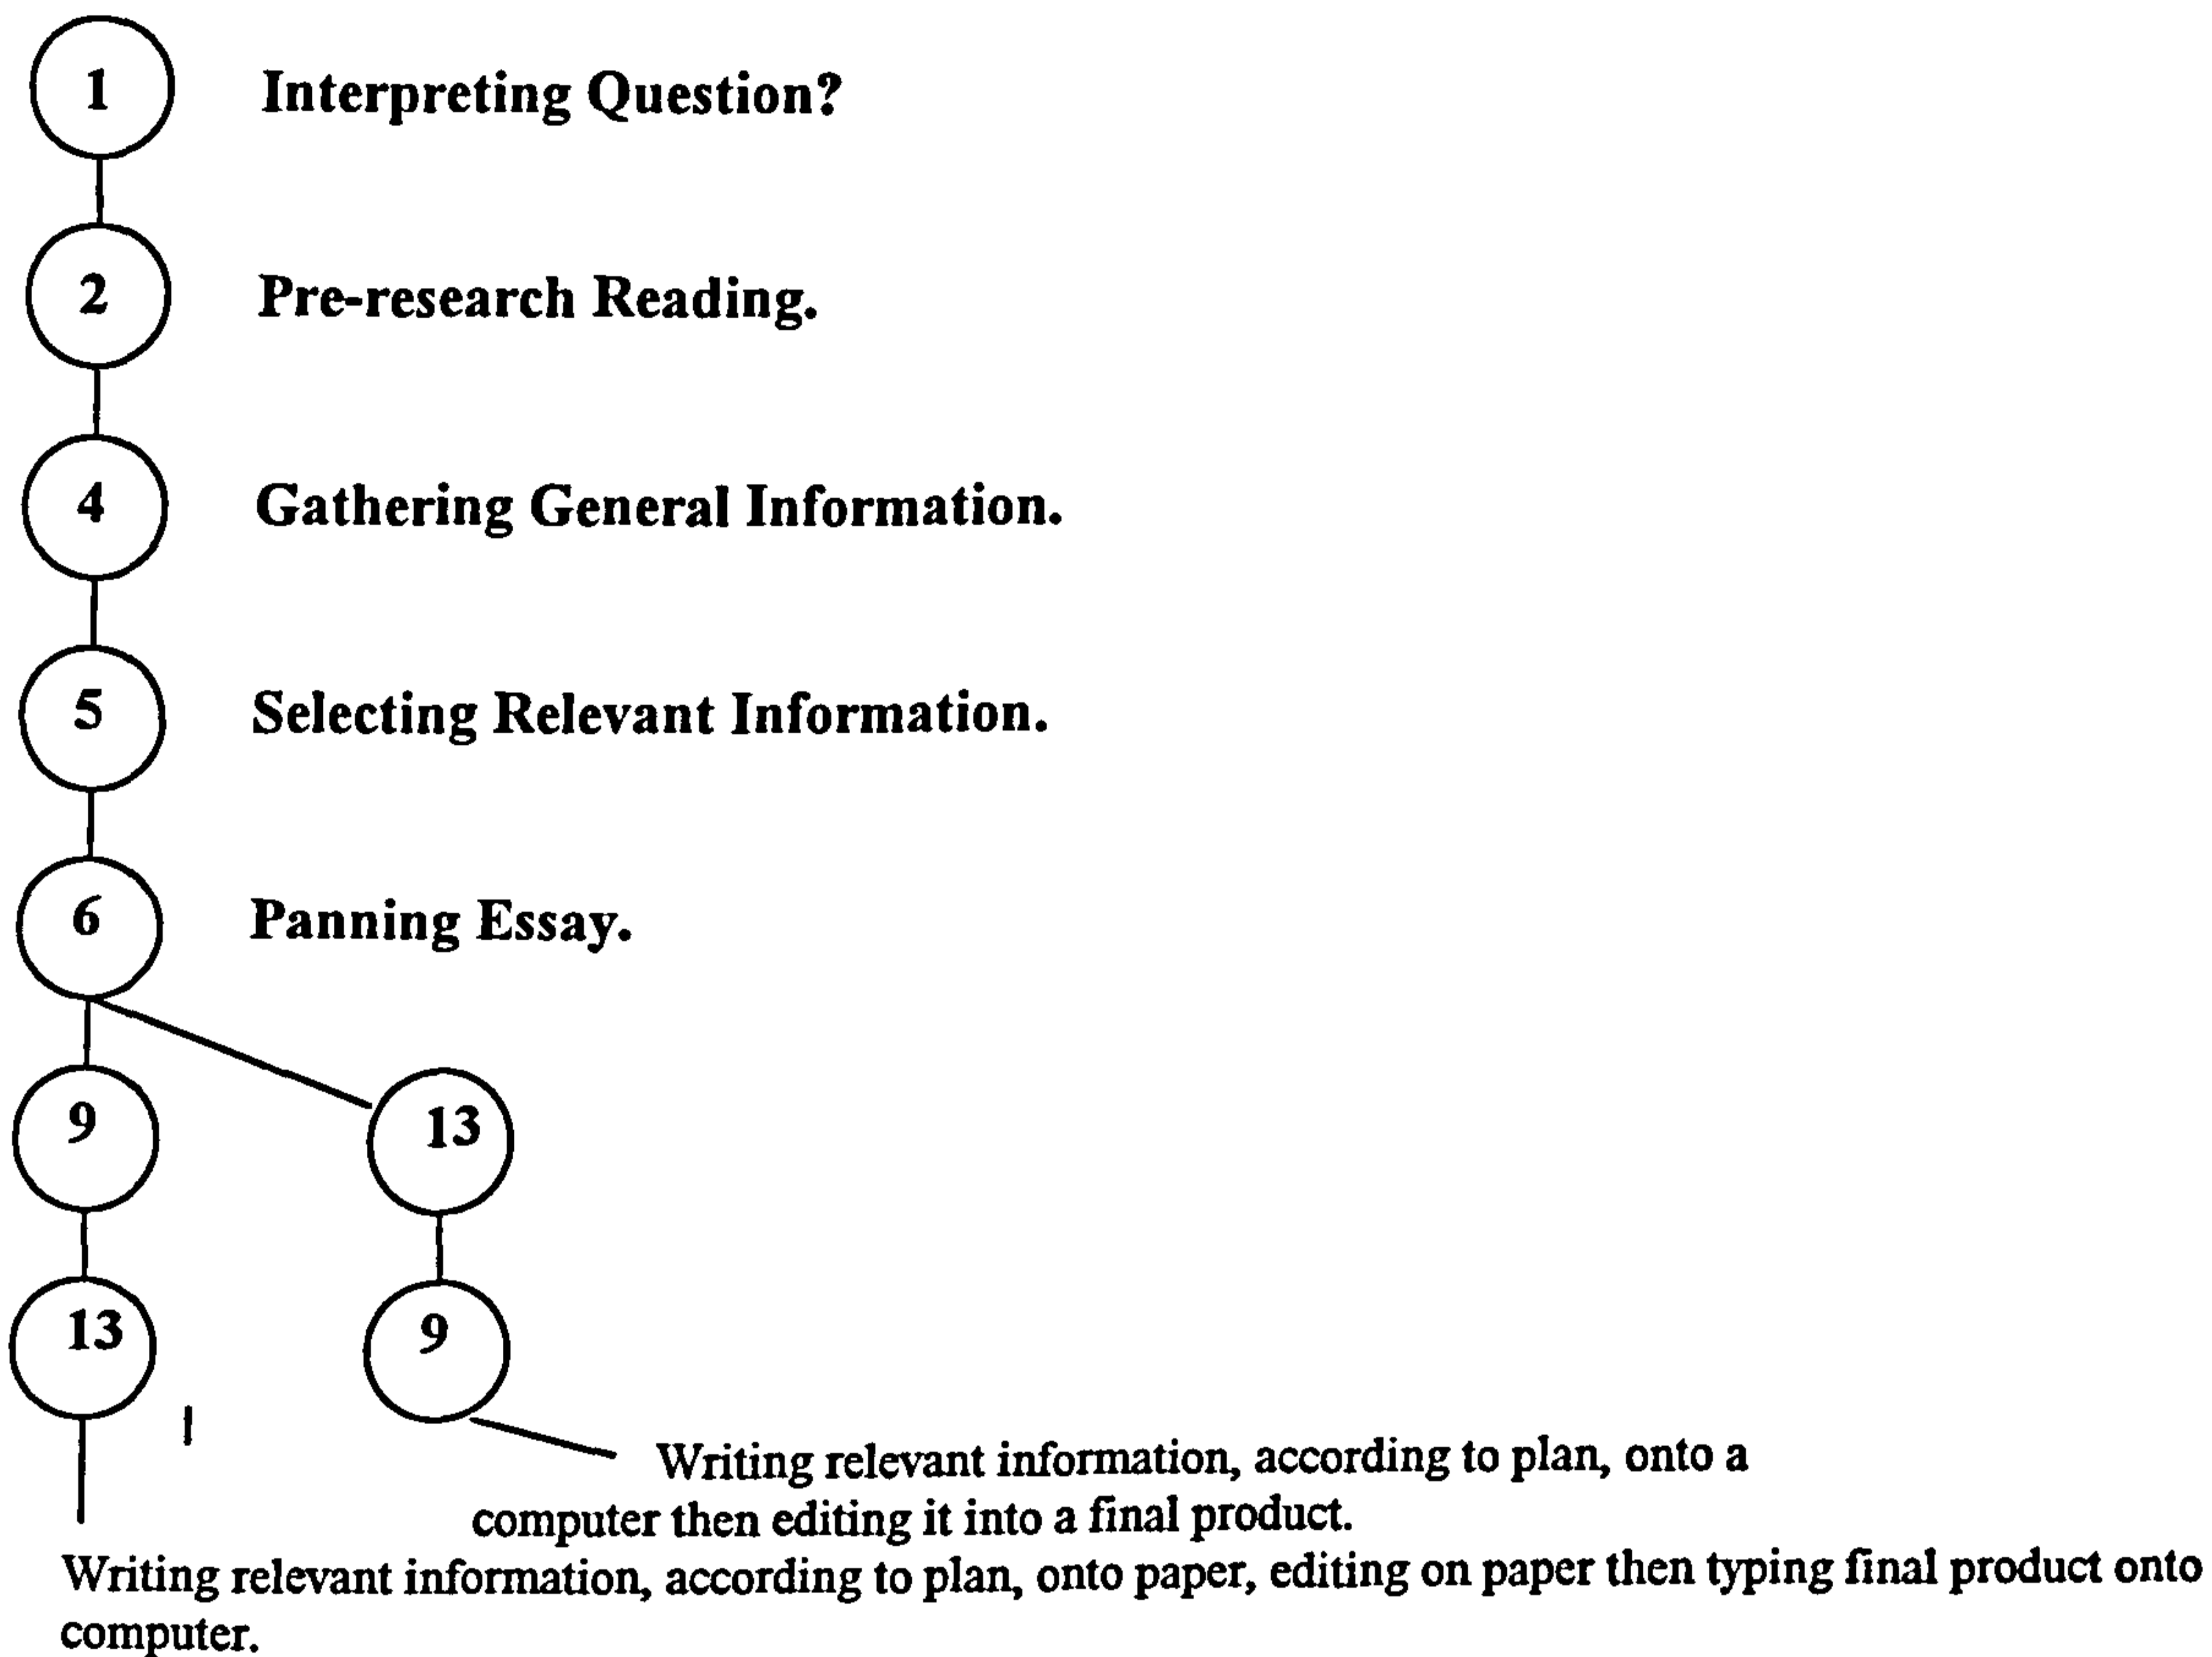 1 Interpreting Question?
2 Pre-research Reading.
4 Gathering General Information.
5 Selecting Relevant Information.
6 Panning Essay.
9 13
13 9
Writing relevant information, according to plan, onto a
computer then editing it into a final product.
Writing relevant information, according to plan, onto paper, editing on paper then typing final product onto
computer.